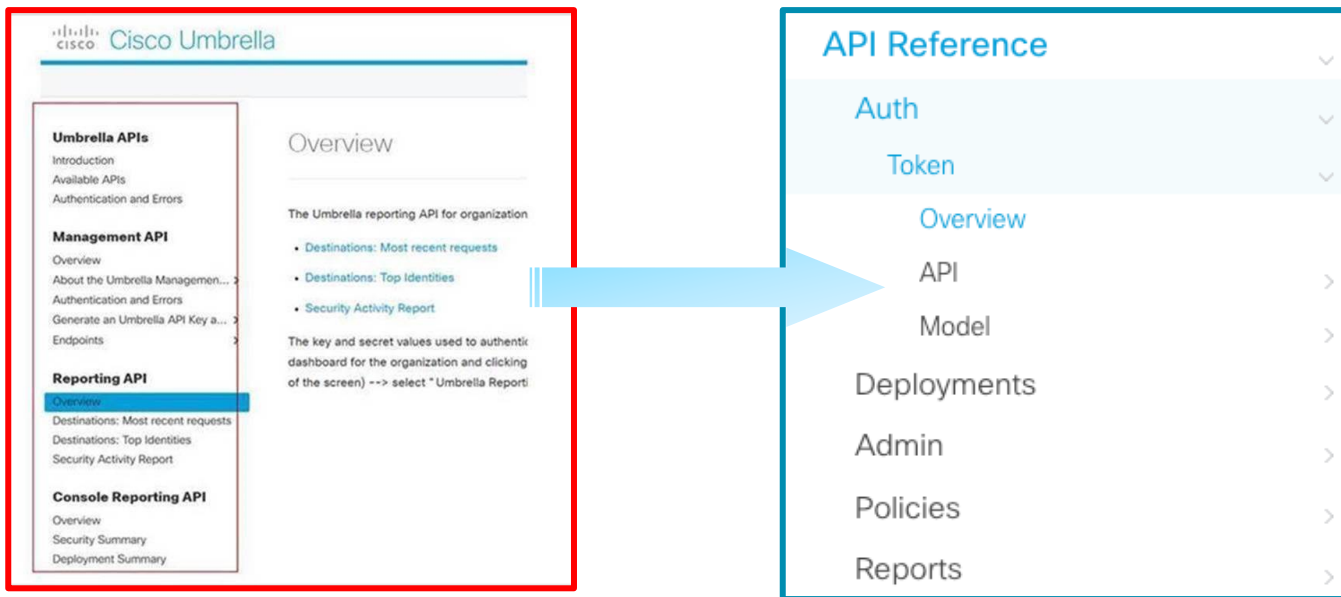 cisco Cisco Umbrella
Umbrella APIs
Introduction
Available APIs
Authentication and Errors
Management API
Overview
About the Umbrella Managemen... >
Authentication and Errors
Generate an Umbrella API Key a... >
Endpoints >
Reporting API
Overview
Destinations: Most recent requests
Destinations: Top Identities
Security Activity Report
Console Reporting API
Overview
Security Summary
Deployment Summary
Overview
The Umbrella reporting API for organization
• Destinations: Most recent requests
• Destinations: Top Identities
• Security Activity Report
The key and secret values used to authentic
dashboard for the organization and clicking
of the screen) --> select "Umbrella Reporti
API Reference
Auth
Token
Overview
API
Model
Deployments
Admin
Policies
Reports